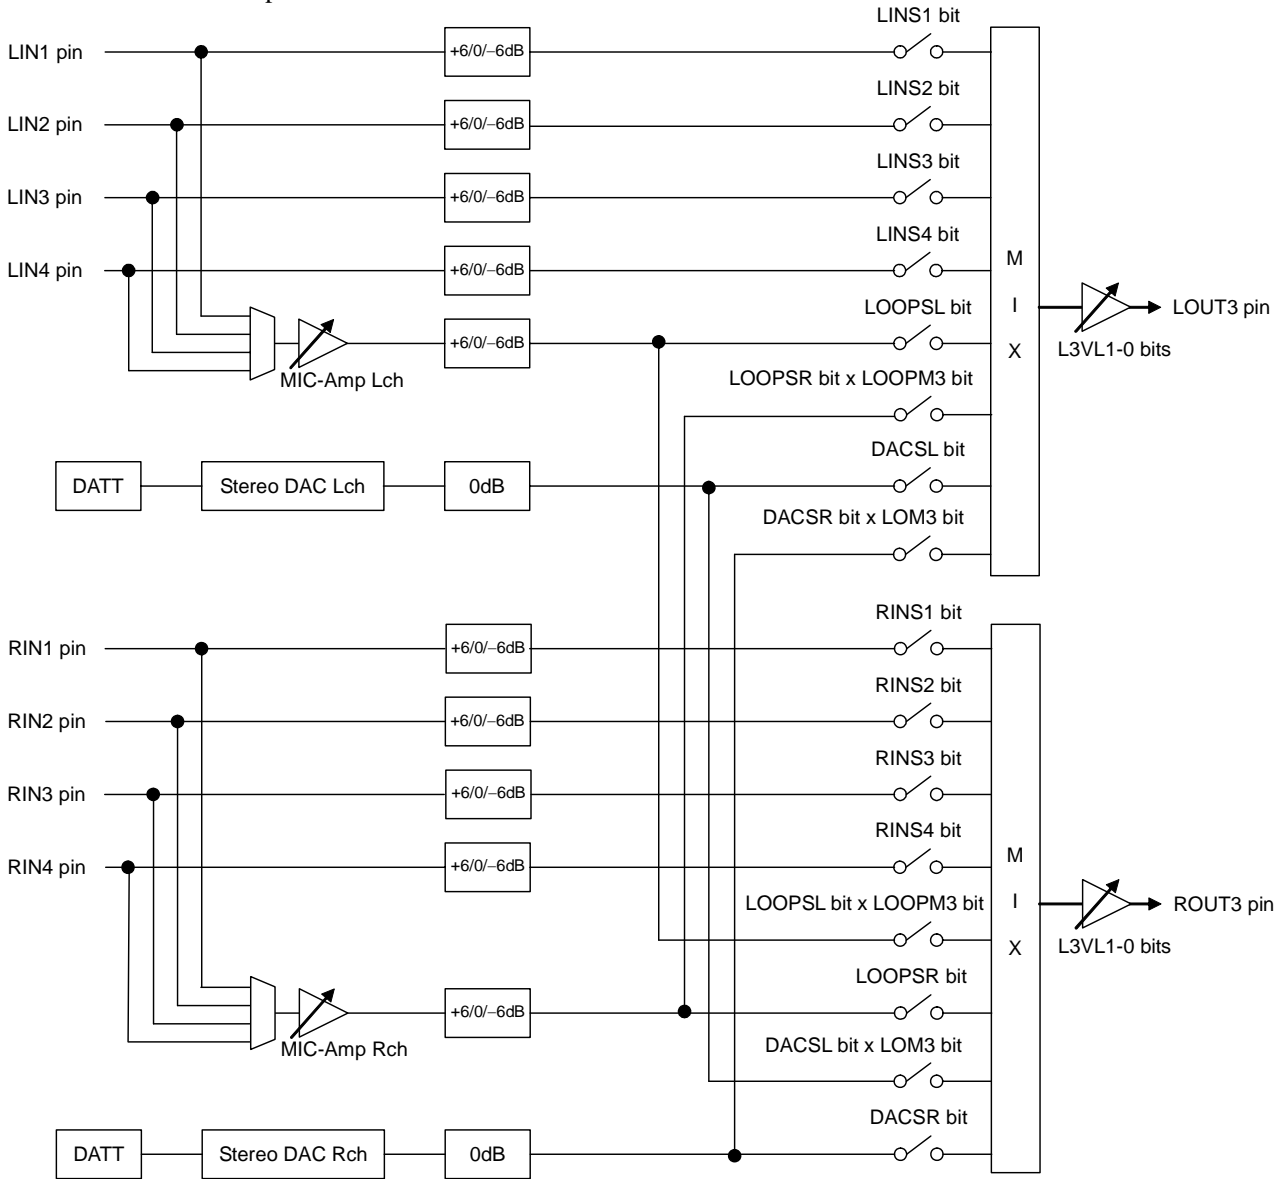 LINS1 bit
LIN1 pin
+6/0/–6dB
LINS2 bit
LIN2 pin
+6/0/–6dB
LINS3 bit
LIN3 pin
+6/0/–6dB
LINS4 bit
LIN4 pin
+6/0/–6dB
M
I
X
LOOPSL bit
+6/0/–6dB
MIC-Amp Lch
LOUT3 pin
L3VL1-0 bits
LOOPSR bit x LOOPM3 bit
DACSL bit
DATT
Stereo DAC Lch
0dB
DACSR bit x LOM3 bit
RINS1 bit
RIN1 pin
+6/0/–6dB
RINS2 bit
RIN2 pin
+6/0/–6dB
RINS3 bit
RIN3 pin
+6/0/–6dB
RINS4 bit
RIN4 pin
+6/0/–6dB
M
I
X
LOOPSL bit x LOOPM3 bit
ROUT3 pin
L3VL1-0 bits
LOOPSR bit
+6/0/–6dB
MIC-Amp Rch
DACSL bit x LOM3 bit
DACSR bit
DATT
Stereo DAC Rch
0dB